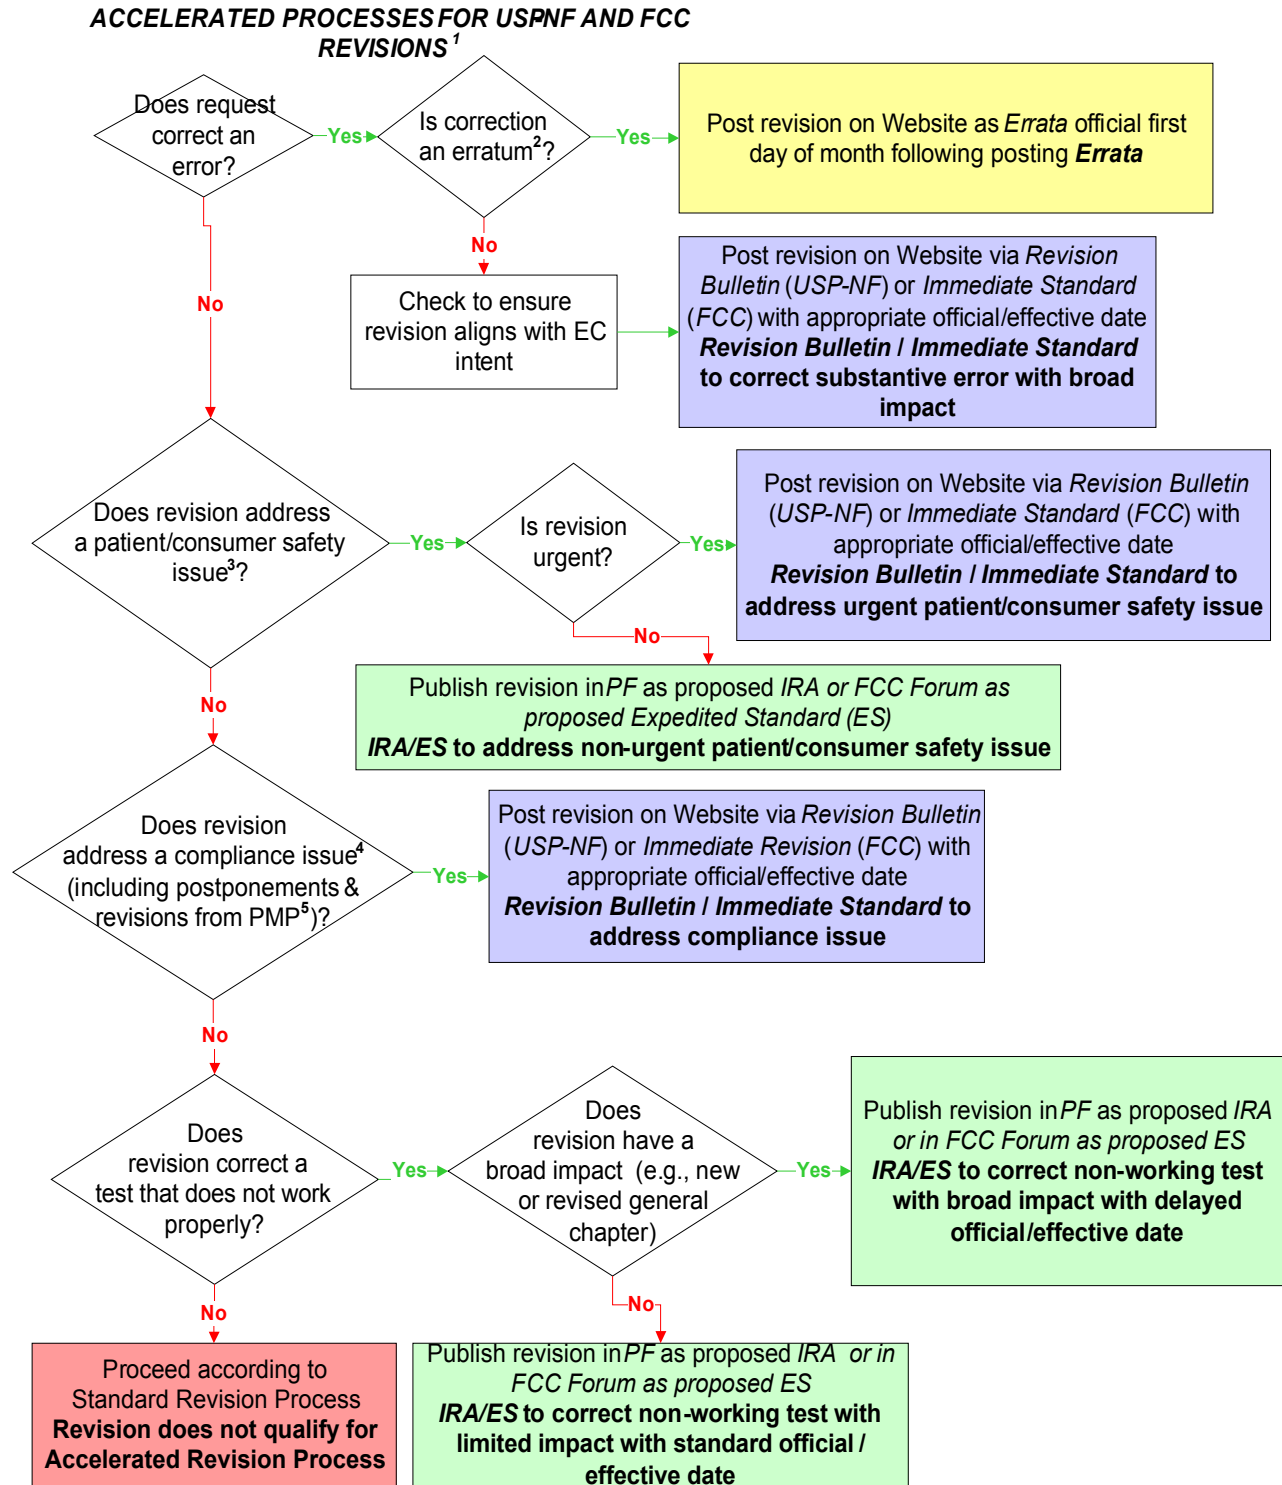 ACCELERATED PROCESSES FOR USP-NF AND FCC
REVISIONS 1
Does request
correct an
error?
Yes
Is correction
an erratum2?
Yes
Post revision on Website as Errata official first
day of month following posting Errata
No
No
Check to ensure
revision aligns with EC
intent
Post revision on Website via Revision
Bulletin (USP-NF) or Immediate Standard
(FCC) with appropriate official/effective date
Revision Bulletin / Immediate Standard
to correct substantive error with broad
impact
Does revision address
a patient/consumer safety
issue3?
Yes
Is revision
urgent?
Yes
Post revision on Website via Revision Bulletin
(USP-NF) or Immediate Standard (FCC) with
appropriate official/effective date
Revision Bulletin / Immediate Standard to
address urgent patient/consumer safety issue
No
Publish revision in PF as proposed IRA or FCC Forum as
proposed Expedited Standard (ES)
IRA/ES to address non-urgent patient/consumer safety issue
No
Does revision
address a compliance issue4
(including postponements &
revisions from PMP5)?
Yes
Post revision on Website via Revision Bulletin
(USP-NF) or Immediate Revision (FCC) with
appropriate official/effective date
Revision Bulletin / Immediate Standard to
address compliance issue
No
Does
revision correct a
test that does not work
properly?
Yes
Does
revision have a
broad impact (e.g., new
or revised general
chapter)
Yes
Publish revision in PF as proposed IRA
or in FCC Forum as proposed ES
IRA/ES to correct non-working test
with broad impact with delayed
official/effective date
No
No
Proceed according to
Standard Revision Process
Revision does not qualify for
Accelerated Revision Process
Publish revision in PF as proposed IRA or in
FCC Forum as proposed ES
IRA/ES to correct non-working test with
limited impact with standard official /
effective date